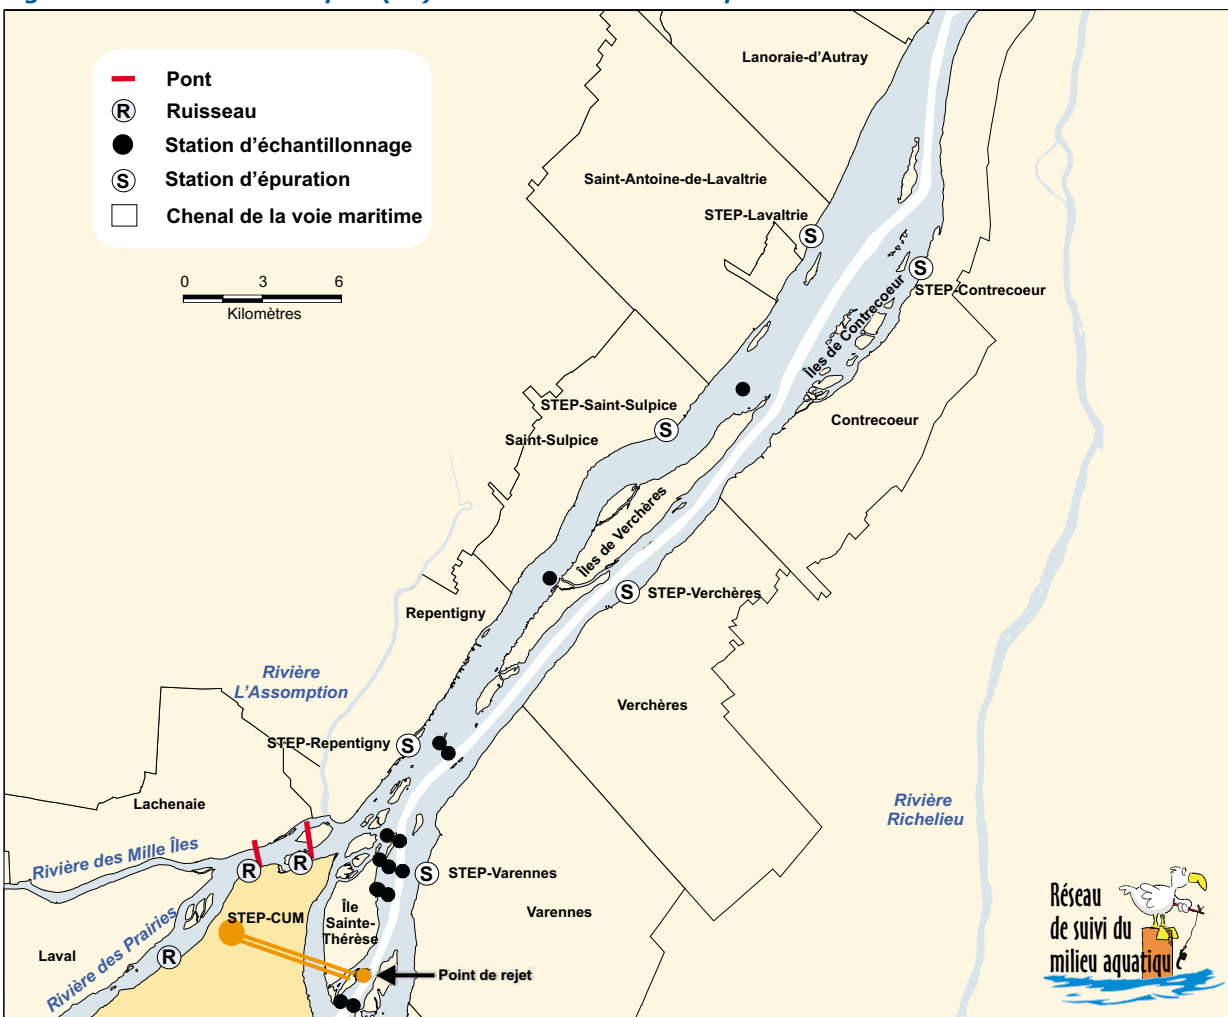 Pont
R Ruisseau
Station d'échantillonnage
S Station d'épuration
Chenal de la voie maritime
0 3 6
Kilomètres
Lanoraie-d'Autray
Saint-Antoine-de-Lavaltrie
STEP-Lavaltrie
S
S
STEP-Contrecoeur
Îles de Contrecoeur
STEP-Saint-Sulpice
Saint-Sulpice
S
Contrecoeur
Îles de Verchères
S STEP-Verchères
Repentigny
Rivière
L'Assomption
Verchères
STEP-Repentigny S
Lachenaie
Rivière
Richelieu
Rivière des Mille Îles
R
R
S STEP-Varennes
STEP-CUM
Île
Sainte-
Thérèse
Varennes
Rivière des Prairies
Laval
R
Point de rejet
Réseau
de suivi du
milieu aquatique